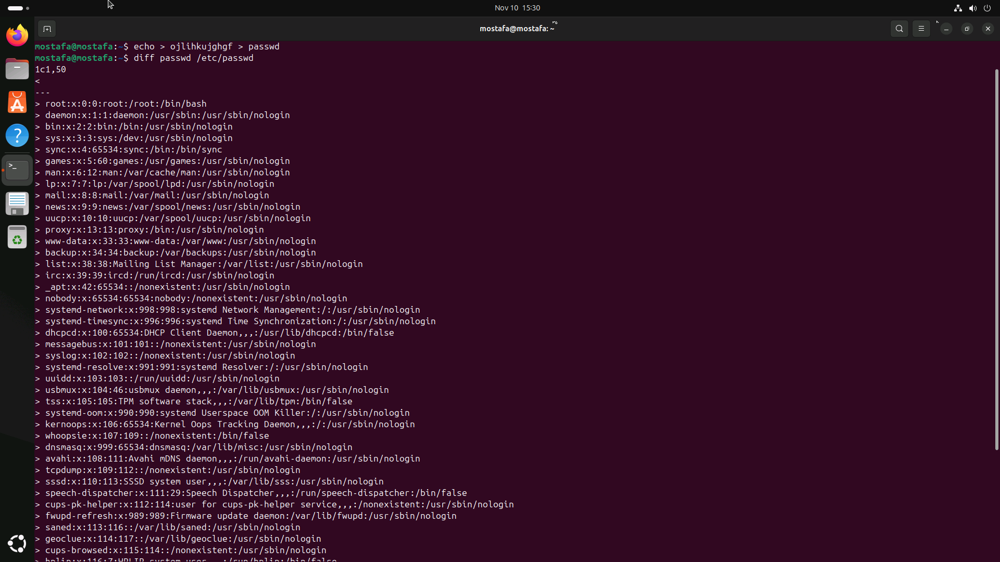 Nov 10 15:30
mostafa@mostafa: ~
mostafa@mostafa:~$ echo > ojlihkujghgf > passwd
mostafa@mostafa:~$ diff passwd /etc/passwd
1c1,50
<
---
> root:x:0:0:root:/root:/bin/bash
> daemon:x:1:1:daemon:/usr/sbin:/usr/sbin/nologin
> bin:x:2:2:bin:/bin:/usr/sbin/nologin
> sys:x:3:3:sys:/dev:/usr/sbin/nologin
> sync:x:4:65534:sync:/bin:/bin/sync
> games:x:5:60:games:/usr/games:/usr/sbin/nologin
> man:x:6:12:man:/var/cache/man:/usr/sbin/nologin
> lp:x:7:7:lp:/var/spool/lpd:/usr/sbin/nologin
> mail:x:8:8:mail:/var/mail:/usr/sbin/nologin
> news:x:9:9:news:/var/spool/news:/usr/sbin/nologin
> uucp:x:10:10:uucp:/var/spool/uucp:/usr/sbin/nologin
> proxy:x:13:13:proxy:/bin:/usr/sbin/nologin
> www-data:x:33:33:www-data:/var/www:/usr/sbin/nologin
> backup:x:34:34:backup:/var/backups:/usr/sbin/nologin
> list:x:38:38:Mailing List Manager:/var/list:/usr/sbin/nologin
> irc:x:39:39:ircd:/run/ircd:/usr/sbin/nologin
> _apt:x:42:65534::/nonexistent:/usr/sbin/nologin
> nobody:x:65534:65534:nobody:/nonexistent:/usr/sbin/nologin
> systemd-network:x:998:998:systemd Network Management:/:/usr/sbin/nologin
> systemd-timesync:x:996:996:systemd Time Synchronization:/:/usr/sbin/nologin
> dhcpcd:x:100:65534:DHCP Client Daemon,,,:/usr/lib/dhcpcd:/bin/false
> messagebus:x:101:101::/nonexistent:/usr/sbin/nologin
> syslog:x:102:102::/nonexistent:/usr/sbin/nologin
> systemd-resolve:x:991:991:systemd Resolver:/:/usr/sbin/nologin
> uuidd:x:103:103::/run/uuidd:/usr/sbin/nologin
> usbmux:x:104:46:usbmux daemon,,,:/var/lib/usbmux:/usr/sbin/nologin
> tss:x:105:105:TPM software stack,,,:/var/lib/tpm:/bin/false
> systemd-oom:x:990:990:systemd Userspace OOM Killer:/:/usr/sbin/nologin
> kernoops:x:106:65534:Kernel Oops Tracking Daemon,,,:/:/usr/sbin/nologin
> whoopsie:x:107:109::/nonexistent:/bin/false
> dnsmasq:x:999:65534:dnsmasq:/var/lib/misc:/usr/sbin/nologin
> avahi:x:108:111:Avahi mDNS daemon,,,:/run/avahi-daemon:/usr/sbin/nologin
> tcpdump:x:109:112::/nonexistent:/usr/sbin/nologin
> sssd:x:110:113:SSSD system user,,,:/var/lib/sss:/usr/sbin/nologin
> speech-dispatcher:x:111:29:Speech Dispatcher,,,:/run/speech-dispatcher:/bin/false
> cups-pk-helper:x:112:114:user for cups-pk-helper service,,,:/nonexistent:/usr/sbin/nologin
> fwupd-refresh:x:989:989:Firmware update daemon:/var/lib/fwupd:/usr/sbin/nologin
> saned:x:113:116::/var/lib/saned:/usr/sbin/nologin
> geoclue:x:114:117::/var/lib/geoclue:/usr/sbin/nologin
> cups-browsed:x:115:114::/nonexistent:/usr/sbin/nologin
> hplip:x:116:7:HPLIP system user,,,:/run/hplip:/bin/false